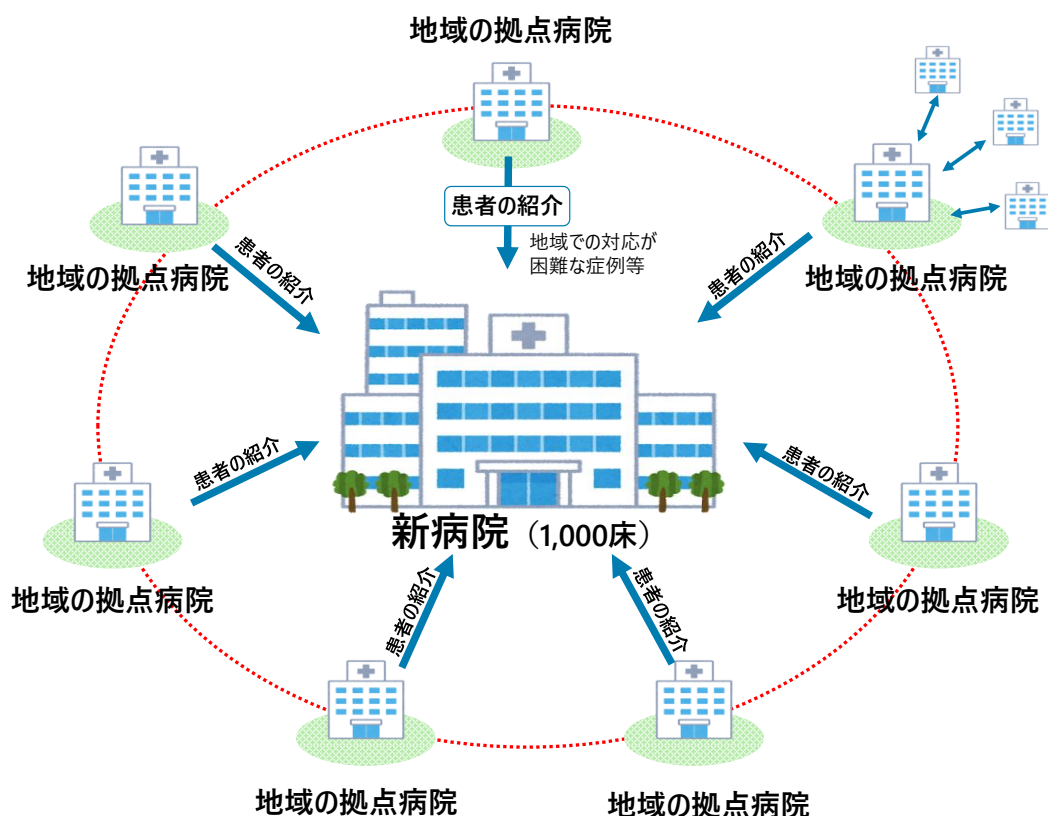 地域の拠点病院
患者の紹介
地域での対応が
困難な症例等
地域の拠点病院
患者の紹介
患者の紹介
地域の拠点病院
新病院（1,000床）
患者の紹介
患者の紹介
地域の拠点病院
地域の拠点病院
患者の紹介
患者の紹介
地域の拠点病院
地域の拠点病院